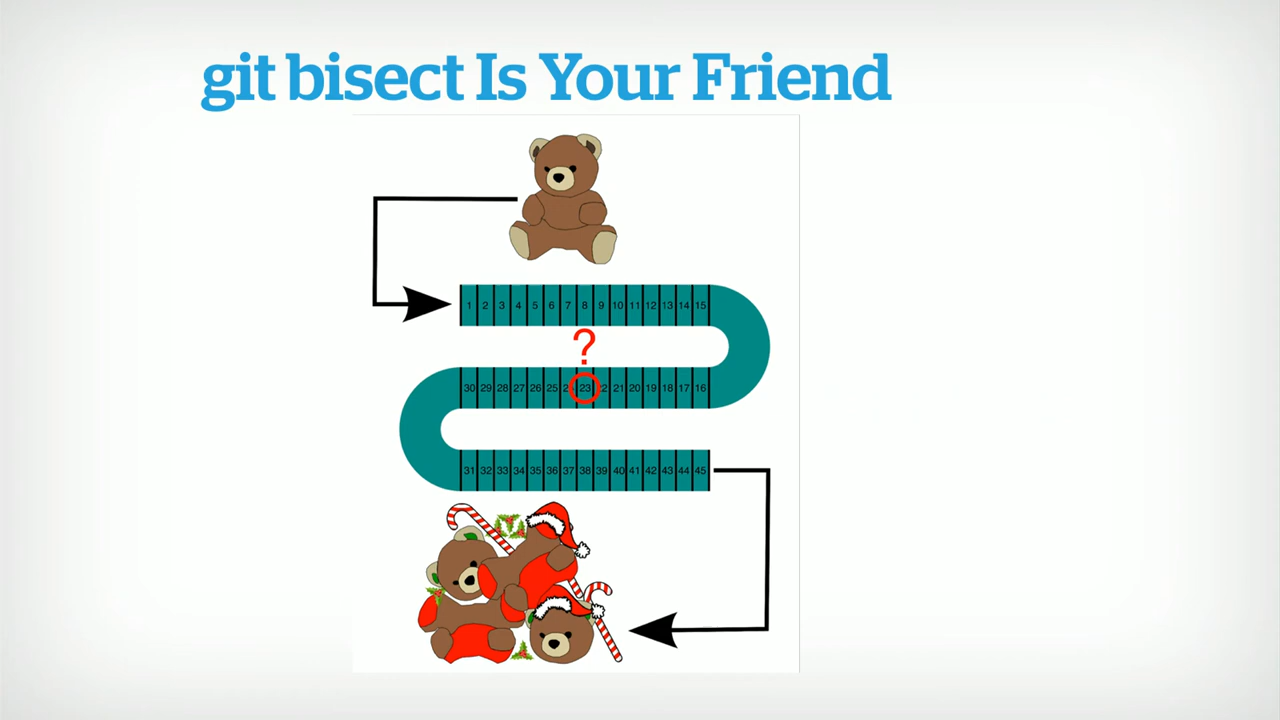 git bisect Is Your Friend
1 2 3 4 5 6 7 8 9 10 11 12 13 14 15
?
30 29 28 27 26 25 23 21 20 19 18 17 16
31 32 33 34 35 36 37 38 39 40 41 42 43 44 45